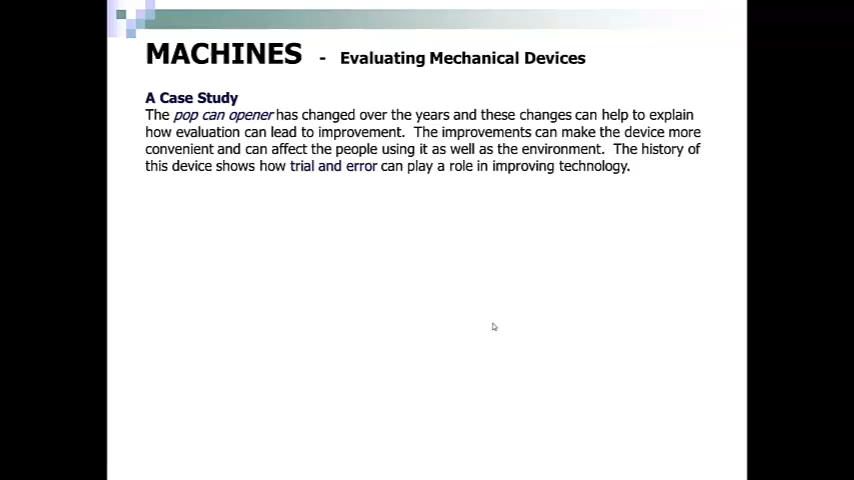 MACHINES - Evaluating Mechanical Devices
A Case Study
The pop can opener has changed over the years and these changes can help to explain
how evaluation can lead to improvement. The improvements can make the device more
convenient and can affect the people using it as well as the environment. The history of
this device shows how trial and error can play a role in improving technology.